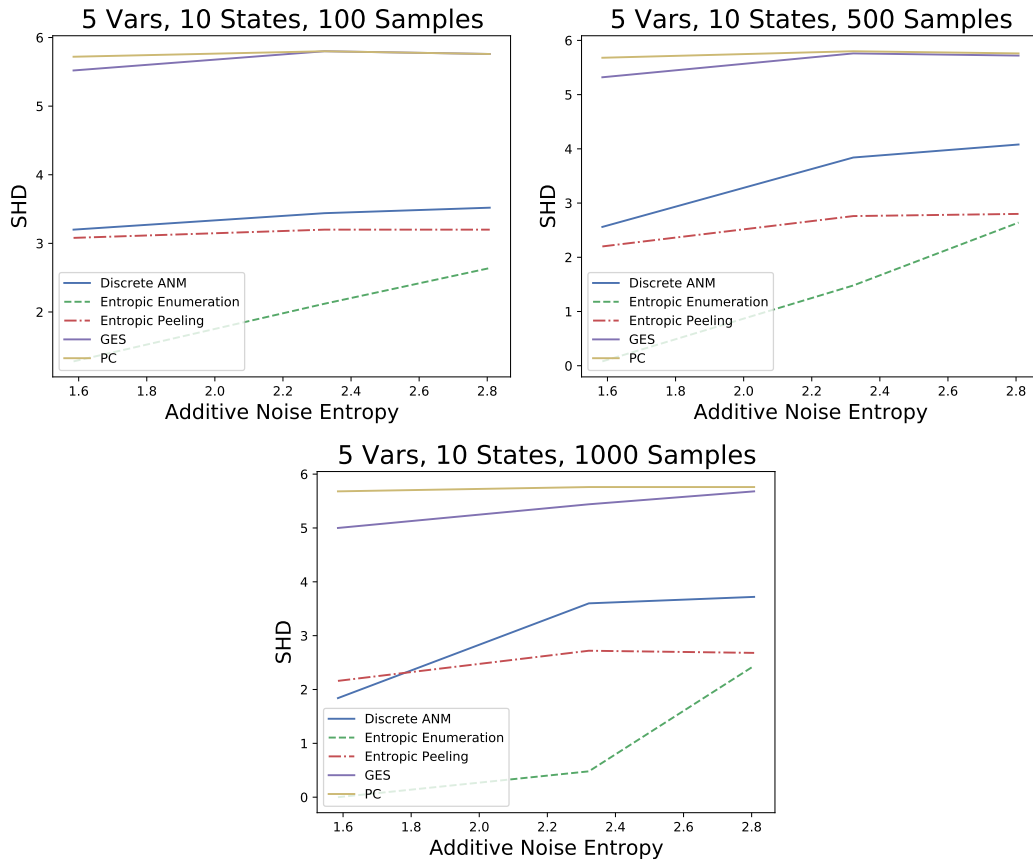 5 Vars, 10 States, 100 Samples
SHD
6
5
4
3
2
Discrete ANM
Entropic Enumeration
Entropic Peeling
GES
PC
1.6 1.8 2.0 2.2 2.4 2.6 2.8
Additive Noise Entropy
5 Vars, 10 States, 500 Samples
SHD
6
5
4
3
2
1
0
Discrete ANM
Entropic Enumeration
Entropic Peeling
GES
PC
1.6 1.8 2.0 2.2 2.4 2.6 2.8
Additive Noise Entropy
5 Vars, 10 States, 1000 Samples
SHD
6
5
4
3
2
1
0
Discrete ANM
Entropic Enumeration
Entropic Peeling
GES
PC
1.6 1.8 2.0 2.2 2.4 2.6 2.8
Additive Noise Entropy